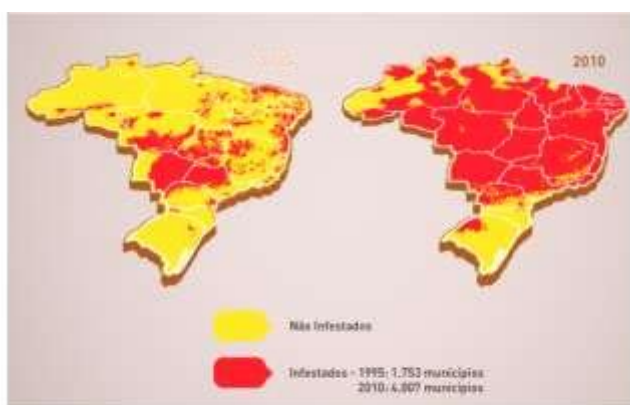 2010
Não Infestados
Infestados - 1995: 1.753 municípios
2010: 4.007 municípios